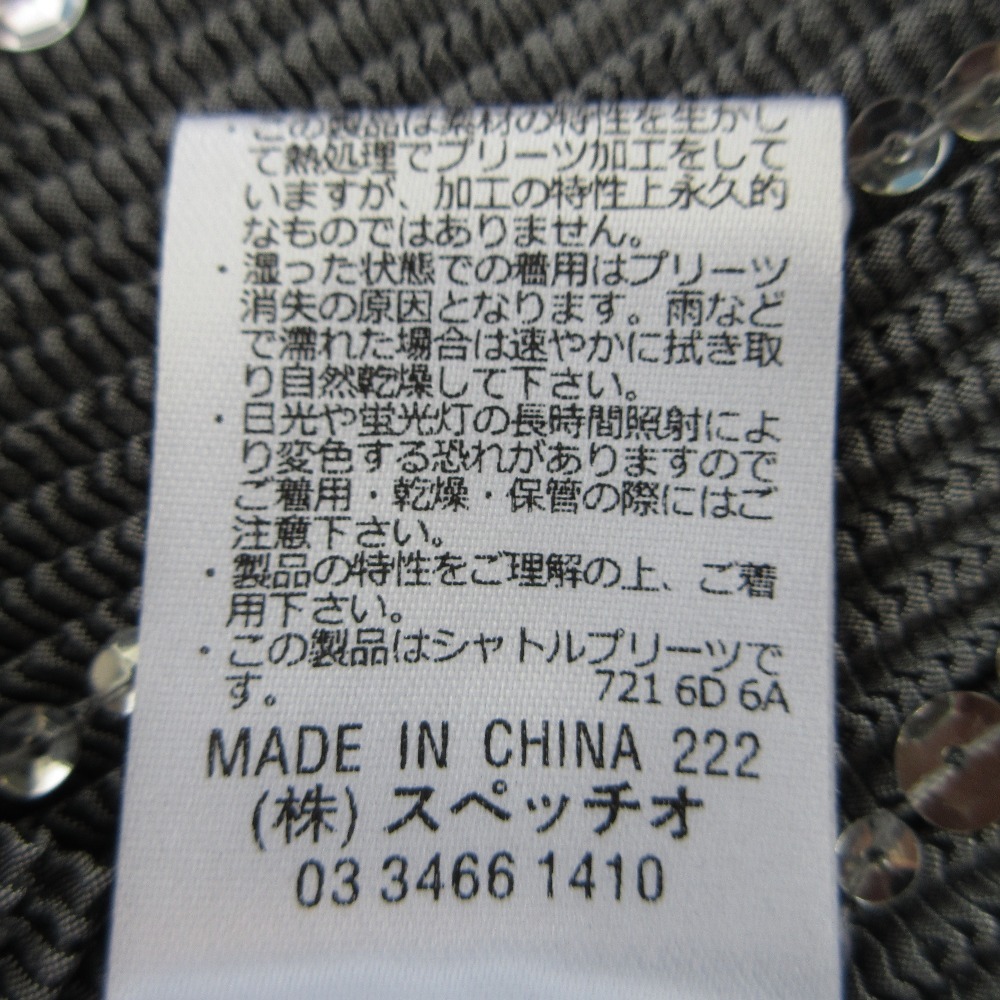 ・この製品は素材の特性を生かし
て熱処理でプリーツ加工をして
いますが、加工の特性上永久的
なものではありません。
・湿った状態での着用はプリーツ
消失の原因となります。雨など
で濡れた場合は速やかに拭き取
り自然乾燥して下さい。
・日光や蛍光灯の長時間照射によ
り変色する恐れがありますので
ご着用・乾燥・保管の際にはご
注意下さい。
・製品の特性をご理解の上、ご着
用下さい。
・この製品はシャトルプリーツで
す。 721 6D 6A
MADE IN CHINA 222
(株) スペッチオ
03 3466 1410